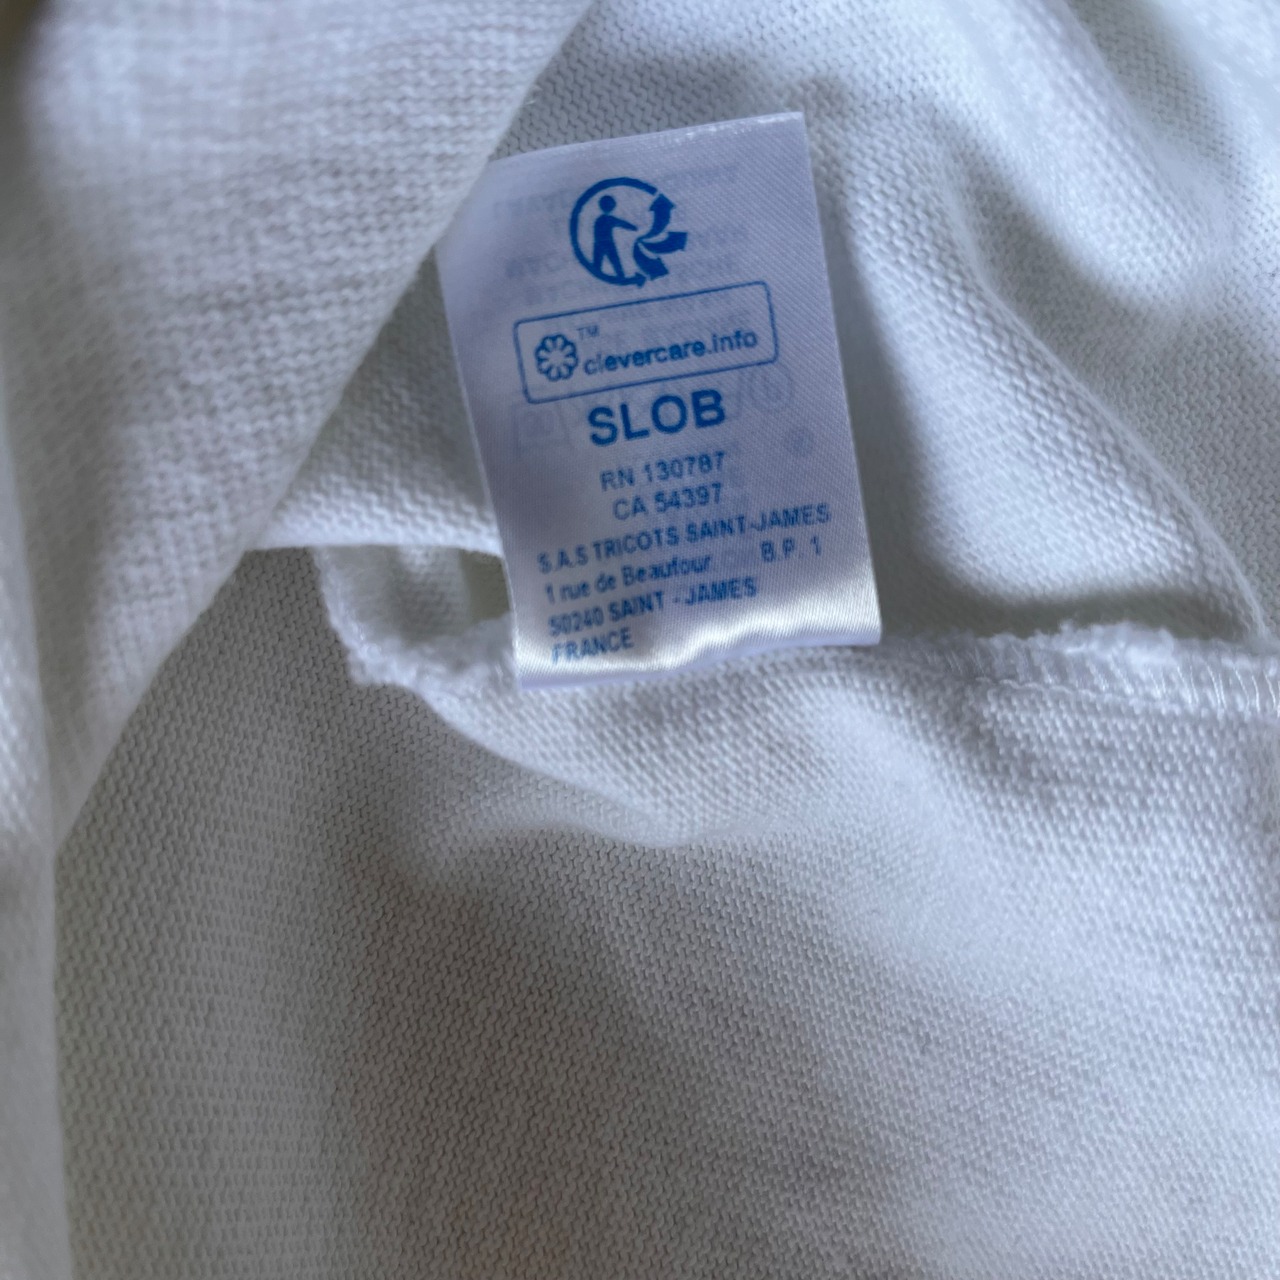 ™
clevercare.info
SLOB
RN 130787
CA 54397
S.A.S TRICOTS SAINT-JAMES
1 rue de Beaufour B.P. 1
50240 SAINT - JAMES
FRANCE